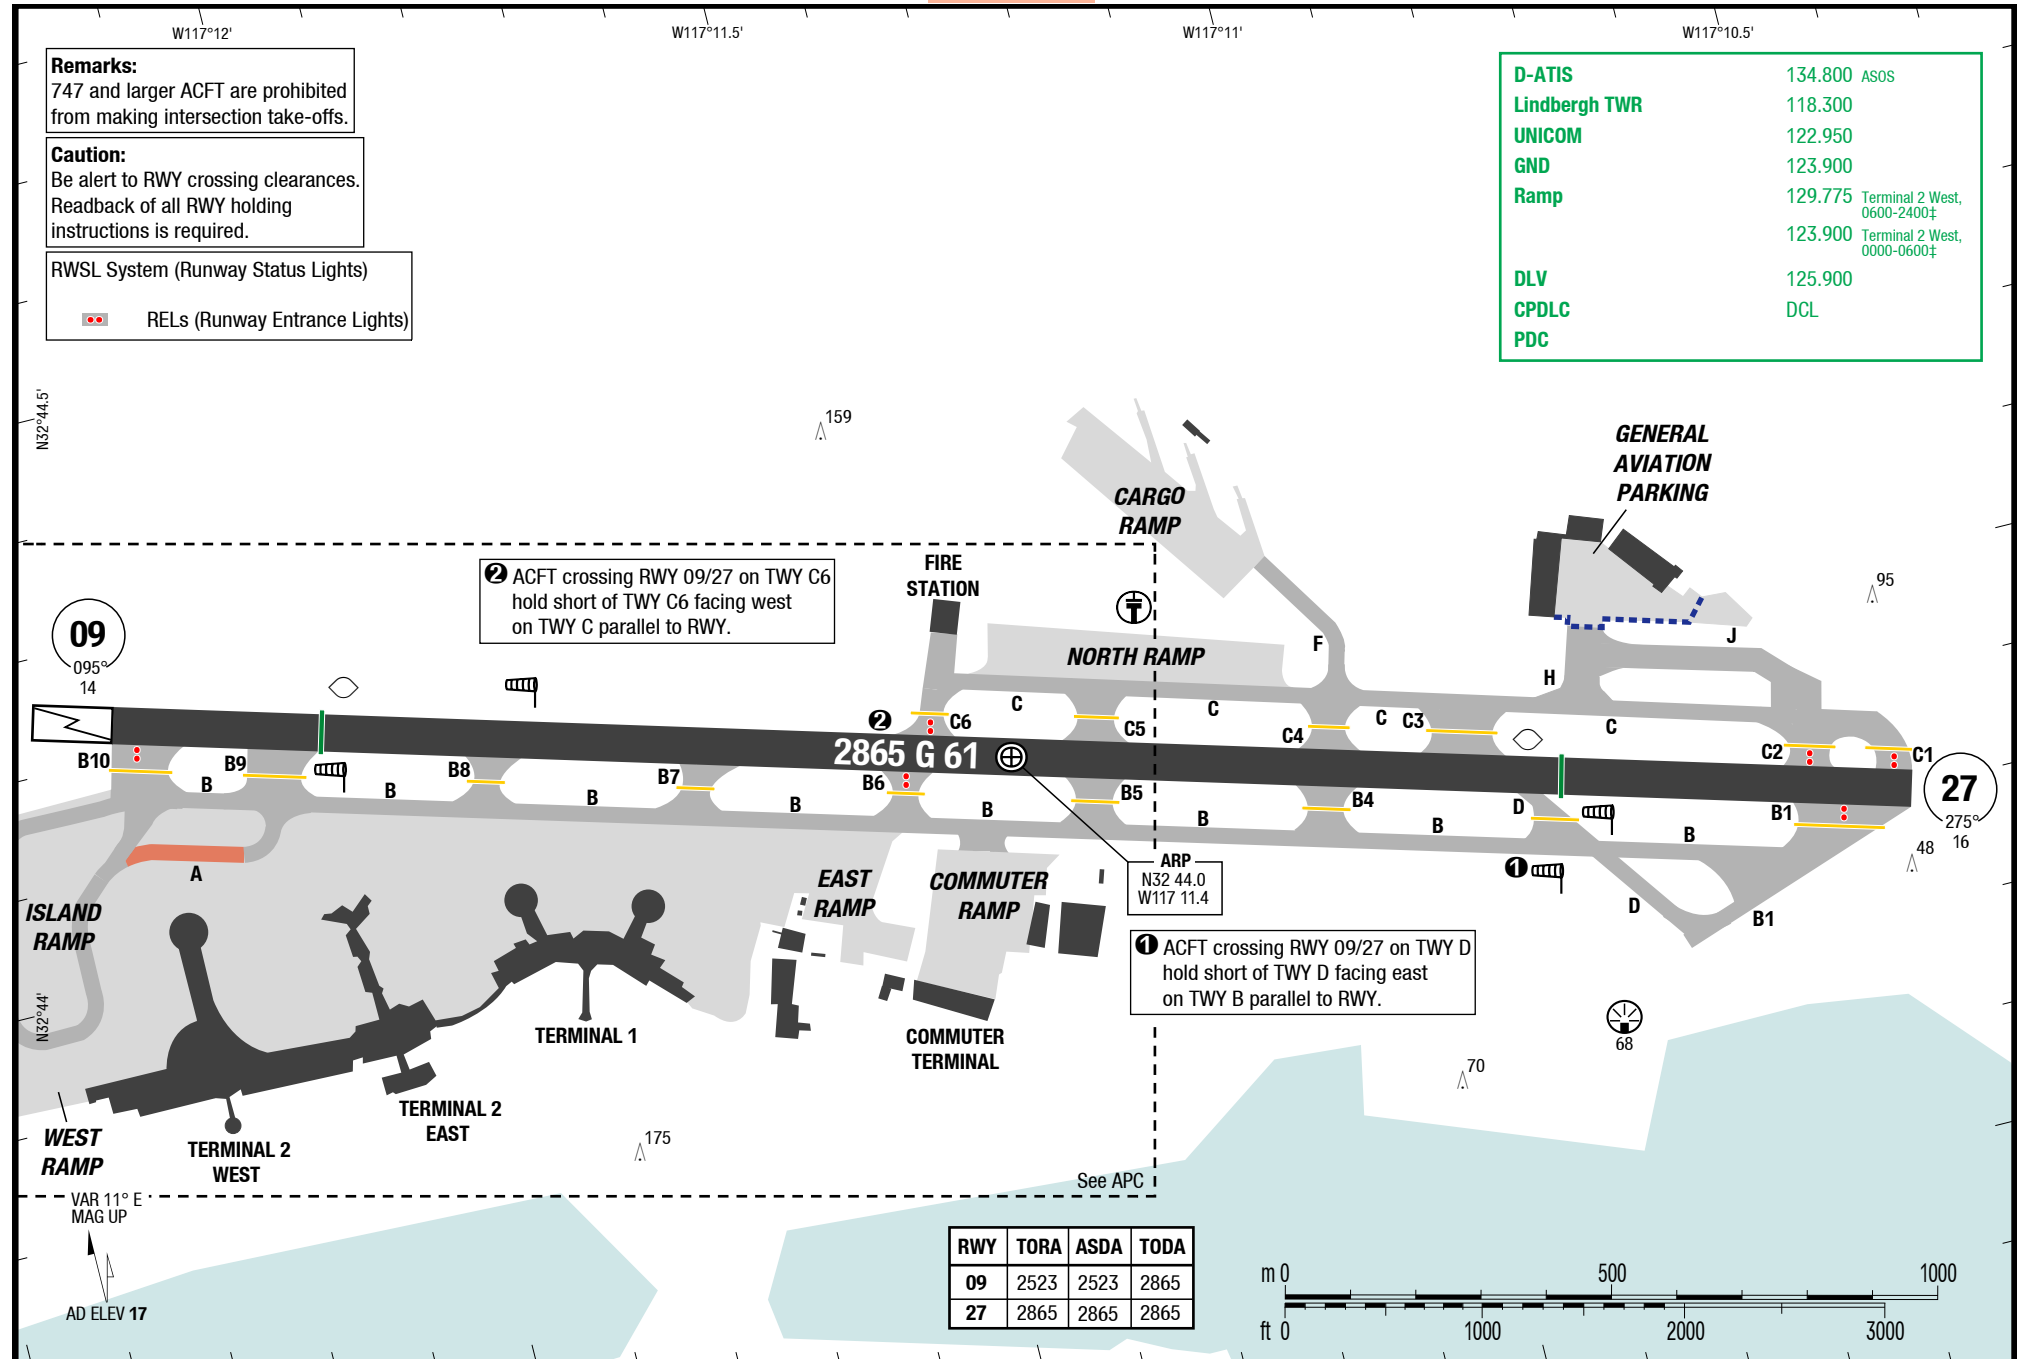 W117°12'
W117°11.5'
W117°11'
W117°10.5'
Remarks:
747 and larger ACFT are prohibited
from making intersection take-offs.
Caution:
Be alert to RWY crossing clearances.
Readback of all RWY holding
instructions is required.
RWSL System (Runway Status Lights)
RELs (Runway Entrance Lights)
D-ATIS 134.800 ASOS
Lindbergh TWR 118.300
UNICOM 122.950
GND 123.900
Ramp 129.775 Terminal 2 West,
0600-2400‡
123.900 Terminal 2 West,
0000-0600‡
DLV 125.900
CPDLC DCL
PDC
N32°44.5'
159
GENERAL
AVIATION
PARKING
CARGO
RAMP
❷ ACFT crossing RWY 09/27 on TWY C6
hold short of TWY C6 facing west
on TWY C parallel to RWY.
FIRE
STATION
95
09
095°
14
NORTH RAMP
F
J
H
C
C
C
C3
C
❷
C6
C5
C4
C2
C1
2865 G 61
B10
B9
B
B8
B
B7
B
B6
B
B
B5
B
B4
B
D
B
B1
27
275°
16
48
A
❶
ARP
N32 44.0
W117 11.4
D
B1
ISLAND
RAMP
EAST
RAMP
COMMUTER
RAMP
❶ ACFT crossing RWY 09/27 on TWY D
hold short of TWY D facing east
on TWY B parallel to RWY.
N32°44'
TERMINAL 1
COMMUTER
TERMINAL
68
70
TERMINAL 2
EAST
WEST
RAMP
TERMINAL 2
WEST
175
See APC
VAR 11° E
MAG UP
AD ELEV 17
RWY TORA ASDA TODA
09 2523 2523 2865
27 2865 2865 2865
m 0 500 1000
ft 0 1000 2000 3000